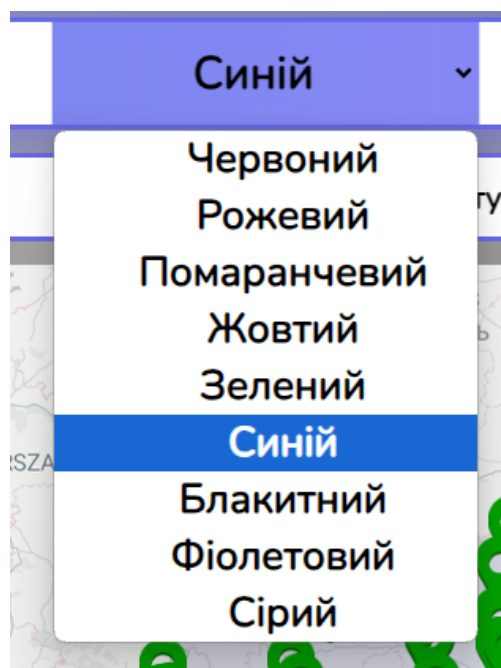 Синій
Червоний
Рожевий
Помаранчевий
Жовтий
Зелений
Синій
Блакитний
Фіолетовий
Сірий